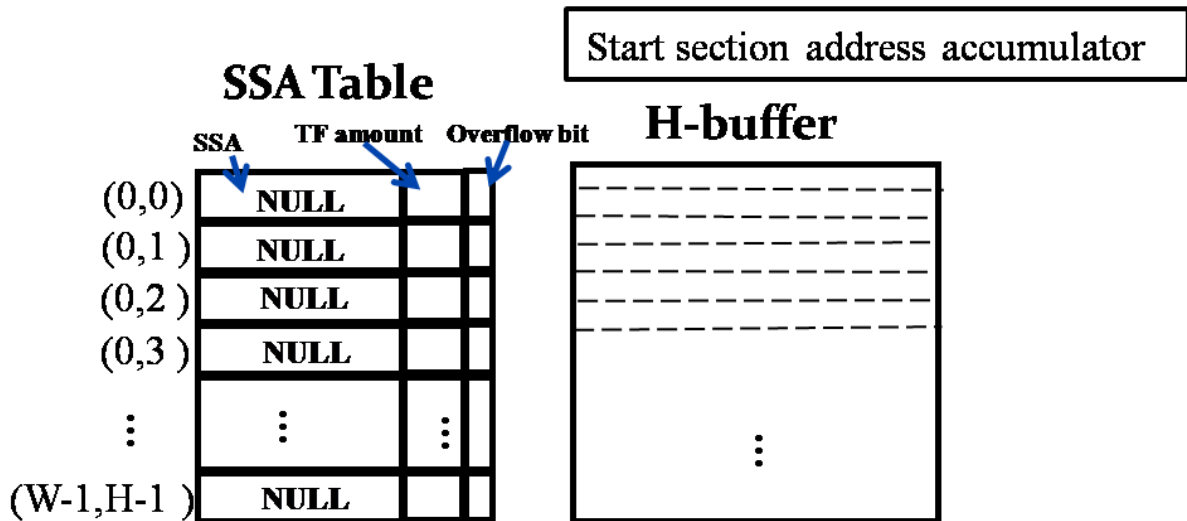 Start section address accumulator
SSA Table
H-buffer
SSA
TF amount
Overflow bit
(0,0)
NULL
(0,1 )
NULL
(0,2)
NULL
(0,3 )
NULL
⋮ ⋮ ⋮ ⋮
(W-1,H-1 )
NULL